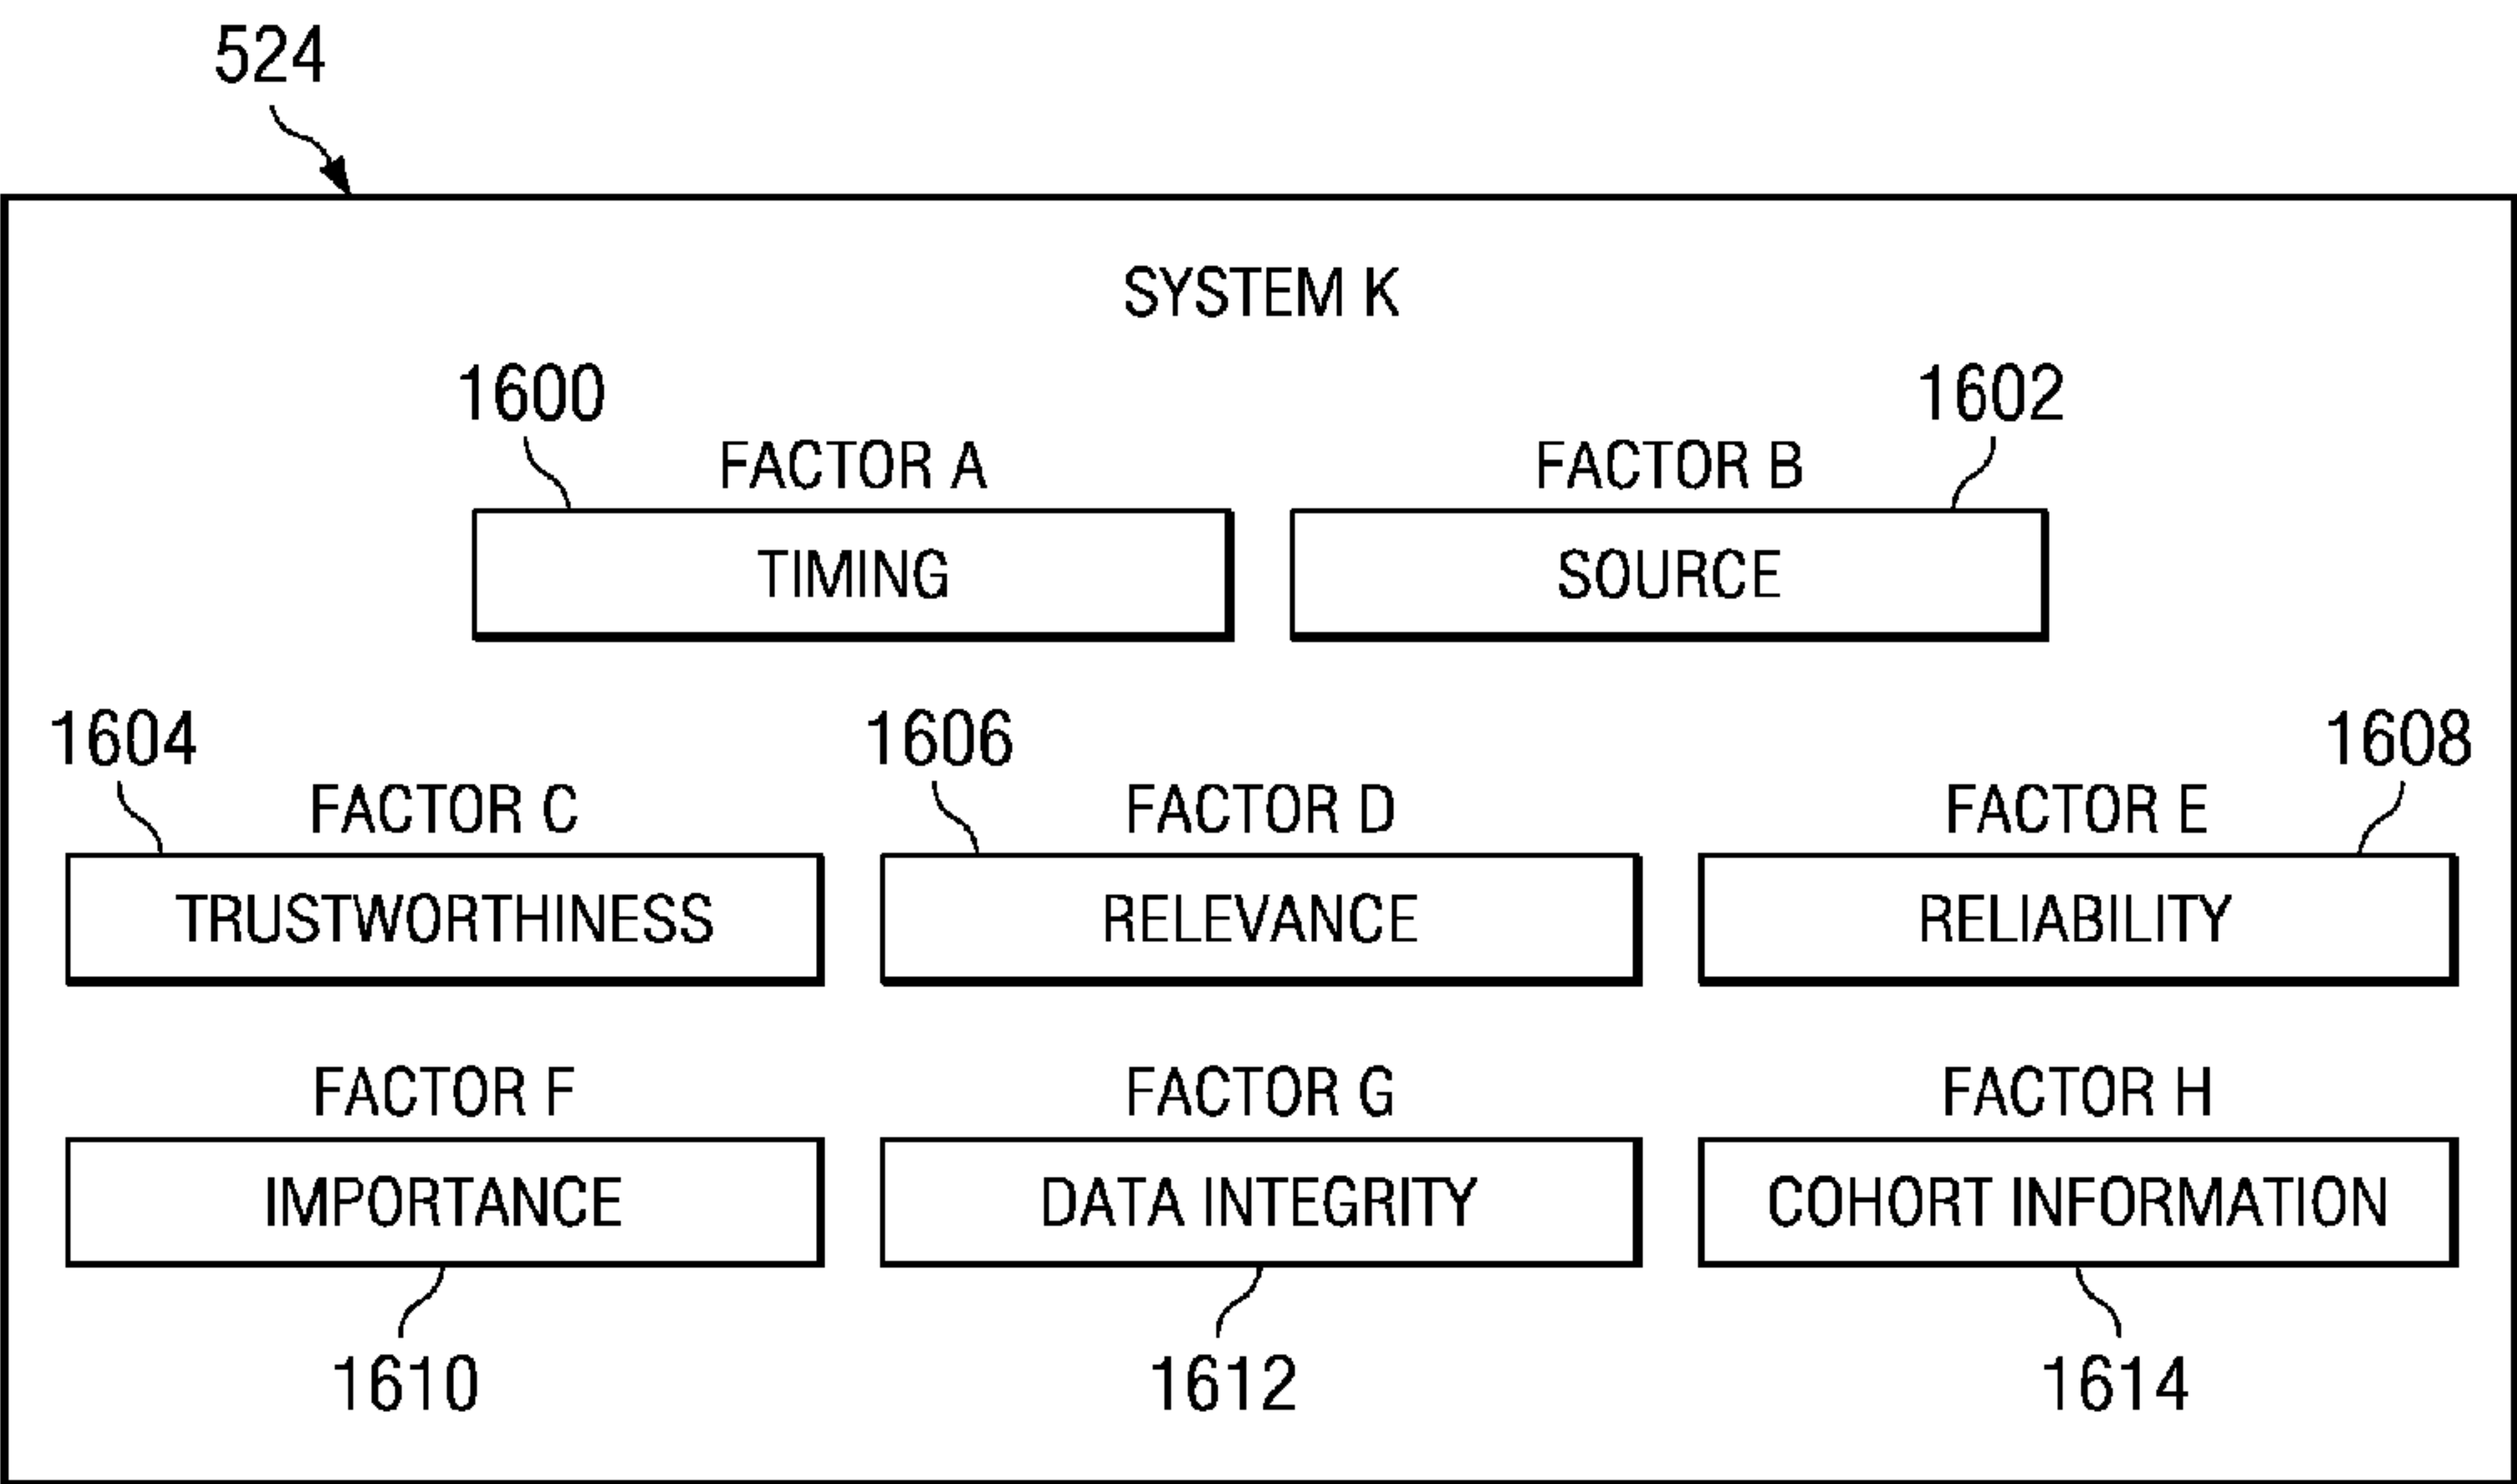 524
SYSTEM K
1600
1602
FACTOR A
FACTOR B
TIMING
SOURCE
1604
1606
1608
FACTOR C
FACTOR D
FACTOR E
TRUSTWORTHINESS
RELEVANCE
RELIABILITY
FACTOR F
FACTOR G
FACTOR H
IMPORTANCE
DATA INTEGRITY
COHORT INFORMATION
1610
1612
1614